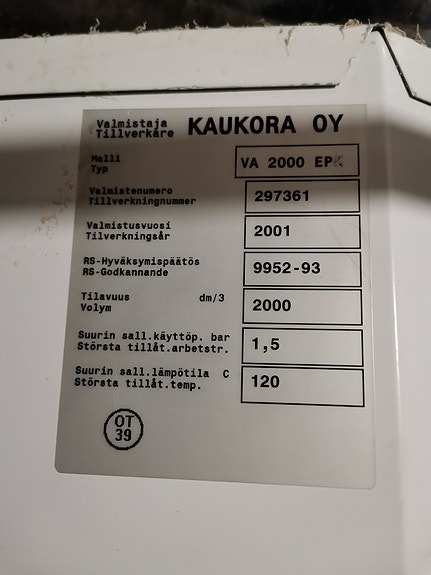 Valmistaja
Tillverkare KAUKORA OY
Malli
Typ VA 2000
Valmistenumero
Tillverkningnummer 297361
Valmistusvuosi
Tilverkningsår 2001
RS-Hyväksymispäätös
RS-Godkannande 9952-93
Tilavuus dm/3
Volym 2000
Suurin sall.käyttöp. bar
Största tillåt.arbetstr. 1,5
Suurin sall.lämpötila C
Största tillåt.temp. 120
OT
39